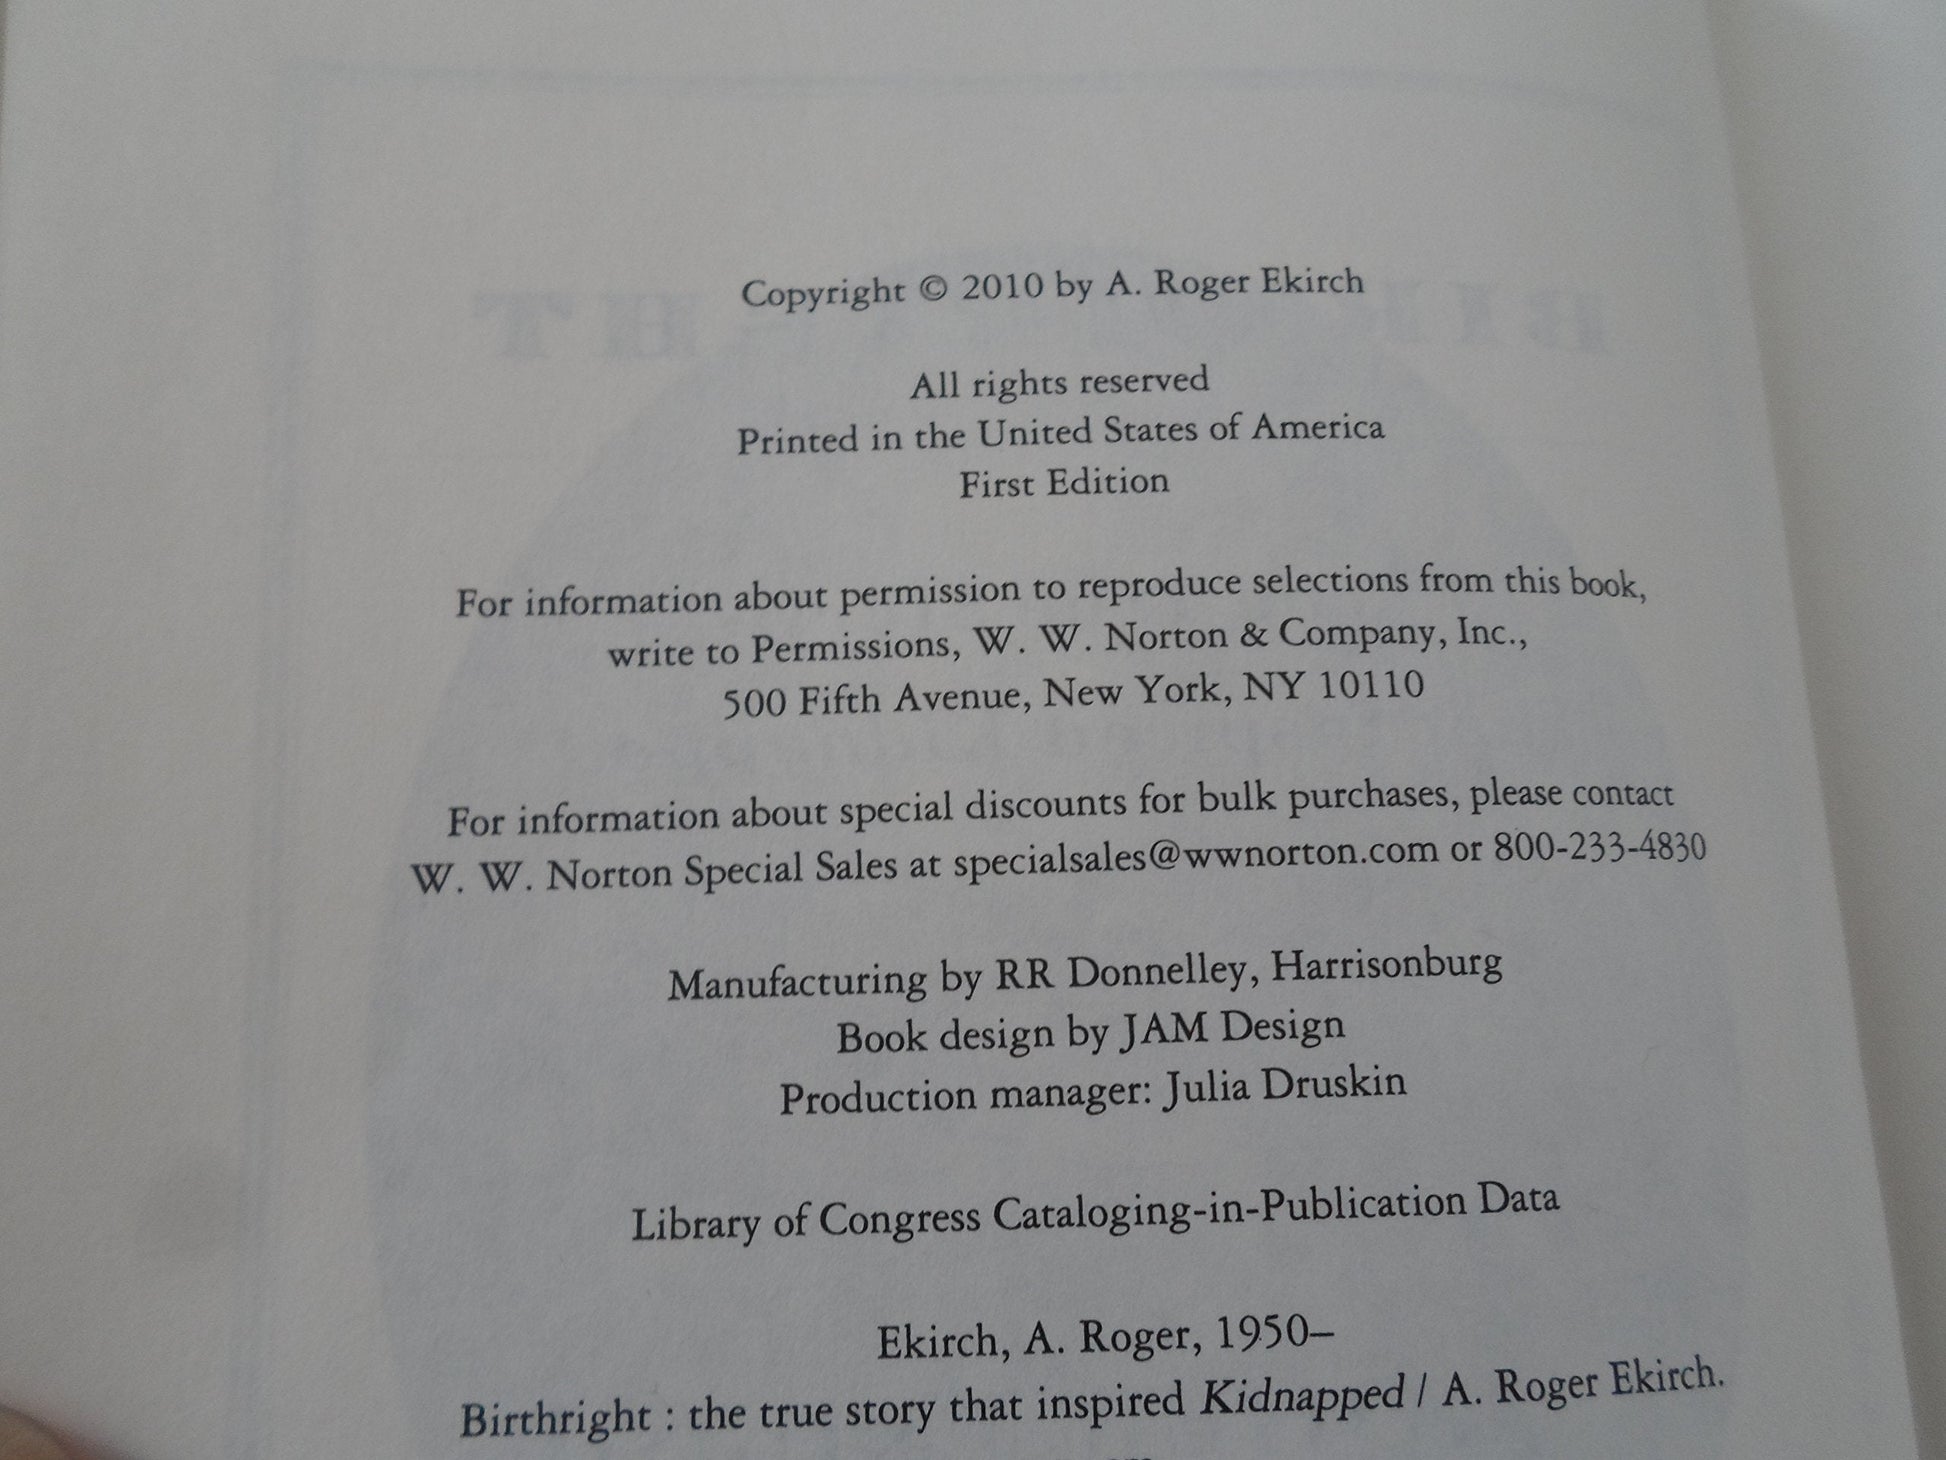 Copyright © 2010 by A. Roger Ekirch
All rights reserved
Printed in the United States of America
First Edition
For information about permission to reproduce selections from this book,
write to Permissions, W. W. Norton & Company, Inc.,
500 Fifth Avenue, New York, NY 10110
For information about special discounts for bulk purchases, please contact
W. W. Norton Special Sales at specialsales@wwnorton.com or 800-233-4830
Manufacturing by RR Donnelley, Harrisonburg
Book design by JAM Design
Production manager: Julia Druskin
Library of Congress Cataloging-in-Publication Data
Ekirch, A. Roger, 1950–
Birthright : the true story that inspired Kidnapped / A. Roger Ekirch.